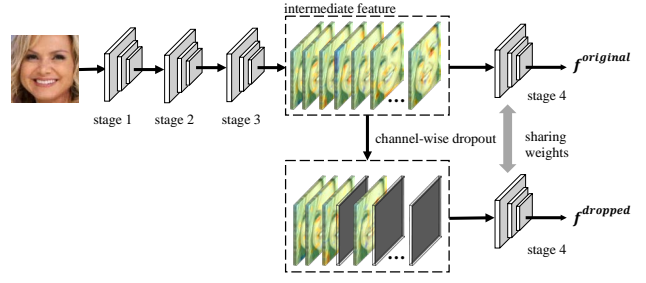 intermediate feature
f^original
stage 1
stage 2
stage 3
...
stage 4
channel-wise dropout
sharing
weights
...
f^dropped
stage 4